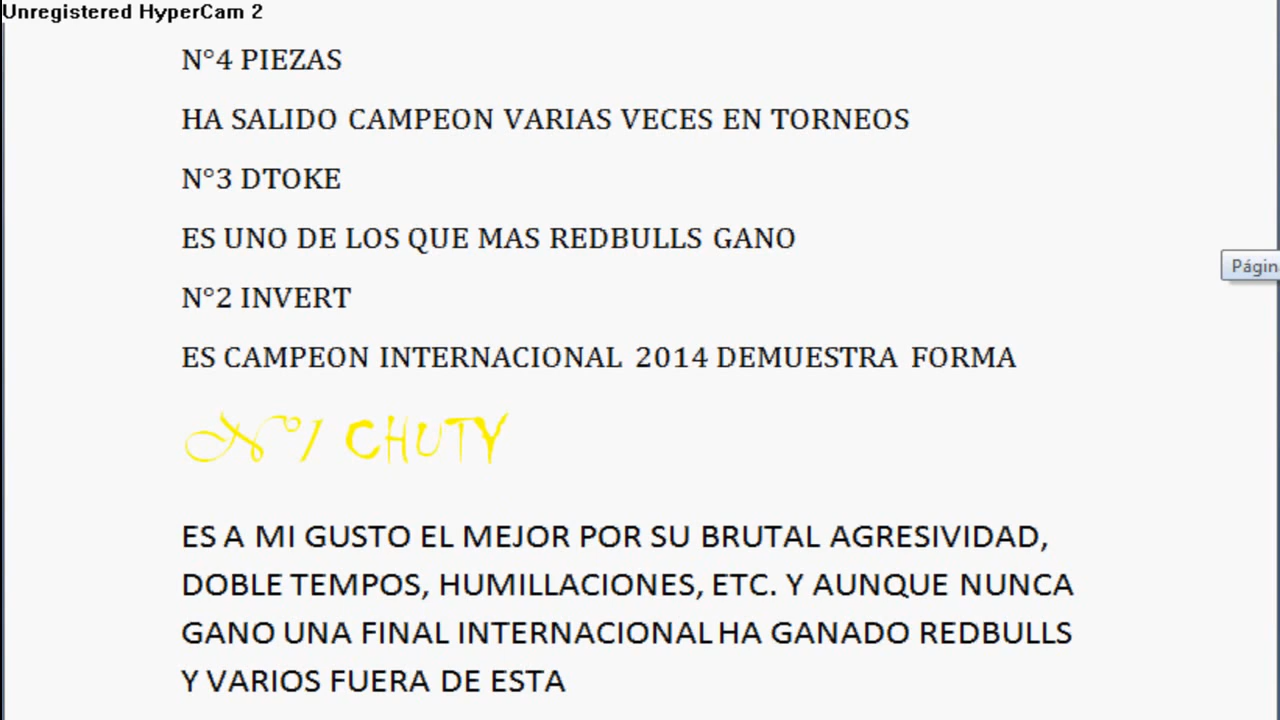 Unregistered HyperCam 2
N°4 PIEZAS
HA SALIDO CAMPEON VARIAS VECES EN TORNEOS
N°3 DTOKE
ES UNO DE LOS QUE MAS REDBULLS GANO
Págin
N°2 INVERT
ES CAMPEON INTERNACIONAL 2014 DEMUESTRA FORMA
N°1 CHUTY
ES A MI GUSTO EL MEJOR POR SU BRUTAL AGRESIVIDAD,
DOBLE TEMPOS, HUMILLACIONES, ETC. Y AUNQUE NUNCA
GANO UNA FINAL INTERNACIONAL HA GANADO REDBULLS
Y VARIOS FUERA DE ESTA